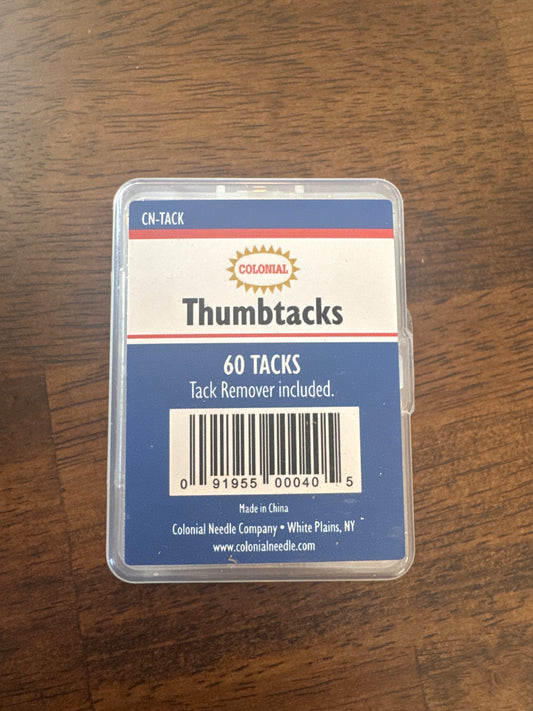 CN-TACK
COLONIAL
Thumbtacks
60 TACKS
Tack Remover included.
0 91955 00040 5
Made in China
Colonial Needle Company • White Plains, NY
www.colonialneedle.com